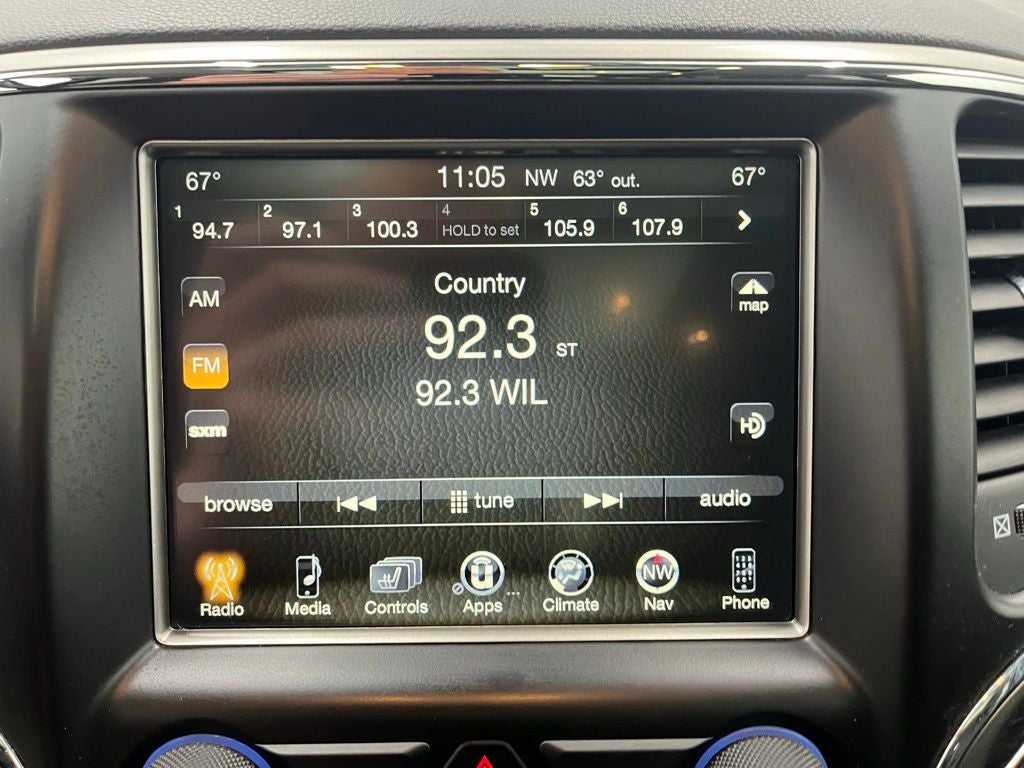 67° 11:05 NW 63° out. 67°
1 94.7 2 97.1 3 100.3 4 HOLD to set 5 105.9 6 107.9
Country
AM
map
92.3 ST
FM
92.3 WIL
sxm
HD
browse tune audio
NW
Radio Media Controls Apps ... Climate Nav Phone